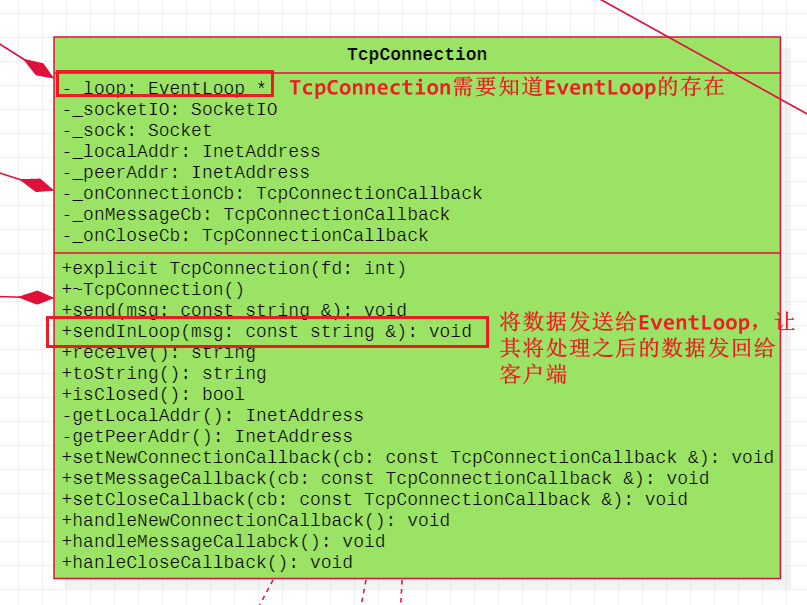 TcpConnection
-_loop: EventLoop *
TcpConnection需要知道EventLoop的存在
-_socketIO: SocketIO
-_sock: Socket
-_localAddr: InetAddress
-_peerAddr: InetAddress
-_onConnectionCb: TcpConnectionCallback
-_onMessageCb: TcpConnectionCallback
-_onCloseCb: TcpConnectionCallback
+explicit TcpConnection(fd: int)
+~TcpConnection()
+send(msg: const string &): void
+sendInLoop(msg: const string &): void
将数据发送给EventLoop，让
其将处理之后的数据发回给
客户端
+receive(): string
+toString(): string
+isClosed(): bool
-getLocalAddr(): InetAddress
-getPeerAddr(): InetAddress
+setNewConnectionCallback(cb: const TcpConnectionCallback &): void
+setMessageCallback(cb: const TcpConnectionCallback &): void
+setCloseCallback(cb: const TcpConnectionCallback &): void
+handleNewConnectionCallback(): void
+handleMessageCallabck(): void
+hanleCloseCallback(): void